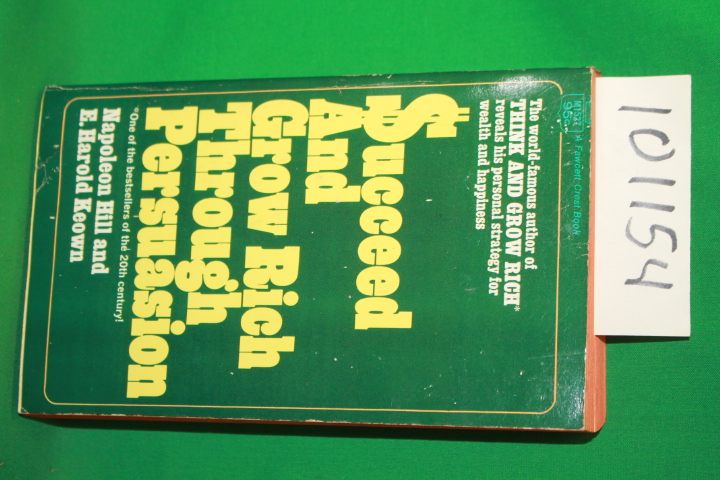 M1544
95¢
A Fawcett Crest Book
The world-famous author of
THINK AND GROW RICH*
reveals his personal strategy for
wealth and happiness
$ucceed
And
Grow Rich
Through
Persuasion
*One of the bestsellers of the 20th century!
Napoleon Hill and
E. Harold Keown
101154